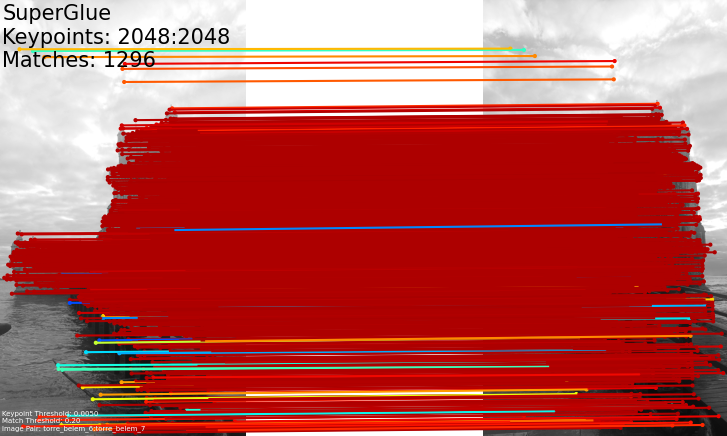 SuperGlue
Keypoints: 2048:2048
Matches: 1296
Keypoint Threshold: 0.0050
Match Threshold: 0.20
Image Pair: torre_belem_6:torre_belem_7